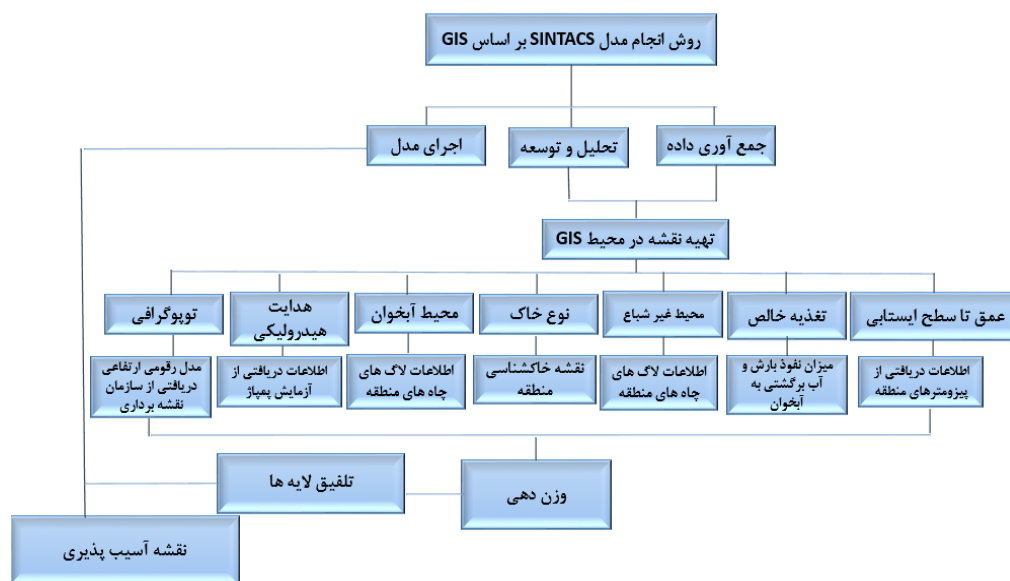 روش انجام مدل SINTACS بر اساس GIS
جمع آوری داده
تحلیل و توسعه
اجرای مدل
تهیه نقشه در محیط GIS
عمق تا سطح ایستابی
تغذیه خالص
محیط غیر شباع
نوع خاک
محیط آبخوان
هدایت
هیدرولیکی
توپوگرافی
اطلاعات دریافتی از
پیزومترهای منطقه
میزان نفوذ بارش و
آب برگشتی به
آبخوان
اطلاعات لاگ های
چاه های منطقه
نقشه خاکشناسی
منطقه
اطلاعات لاگ های
چاه های منطقه
اطلاعات دریافتی از
آزمایش پمپاژ
مدل رقومی ارتفاعی
دریافتی از سازمان
نقشه برداری
وزن دهی
تلفیق لایه ها
نقشه آسیب پذیری